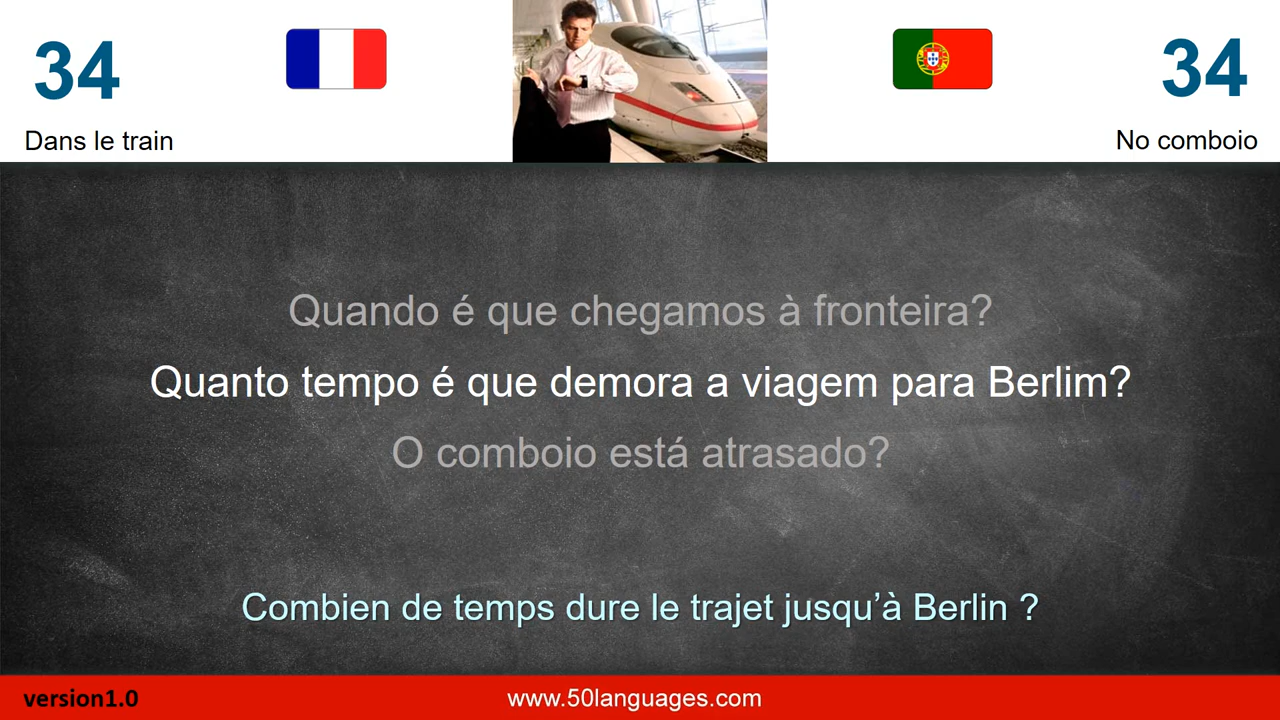 34
34
Dans le train
No comboio
Quando é que chegamos à fronteira?
Quanto tempo é que demora a viagem para Berlim?
O comboio está atrasado?
Combien de temps dure le trajet jusqu’à Berlin ?
version1.0
www.50languages.com